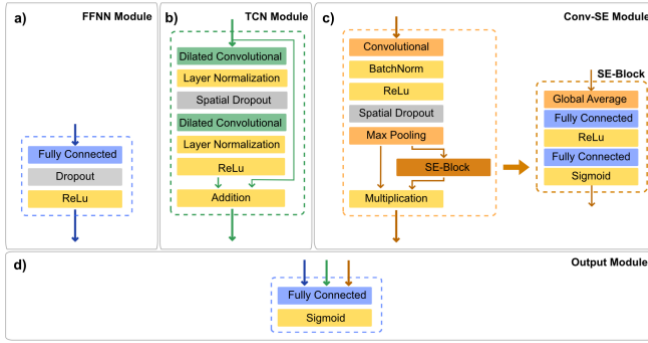 a)
FFNN Module
Fully Connected
Dropout
ReLu
b)
TCN Module
Dilated Convolutional
Layer Normalization
Spatial Dropout
Dilated Convolutional
Layer Normalization
ReLu
Addition
c)
Conv-SE Module
Convolutional
BatchNorm
ReLu
Spatial Dropout
Max Pooling
SE-Block
Multiplication
SE-Block
Global Average
Fully Connected
ReLu
Fully Connected
Sigmoid
d)
Output Module
Fully Connected
Sigmoid